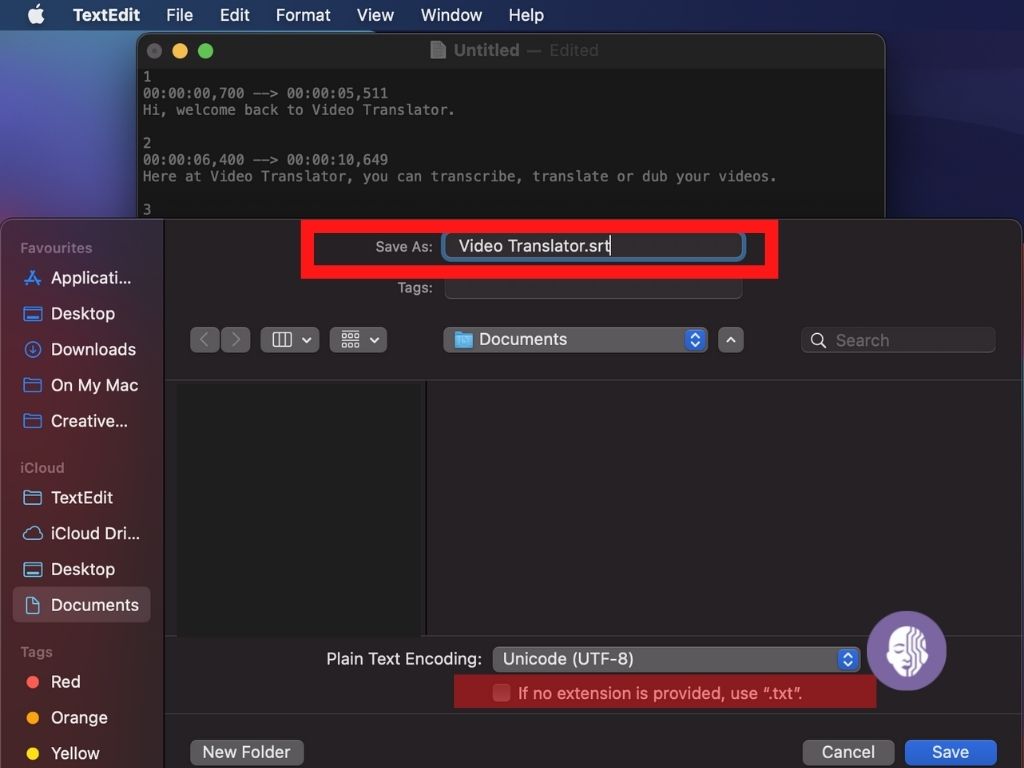 TextEdit File Edit Format View Window Help
Untitled — Edited
1
00:00:00,700 --> 00:00:05,511
Hi, welcome back to Video Translator.
2
00:00:06,400 --> 00:00:10,649
Here at Video Translator, you can transcribe, translate or dub your videos.
3
Save As: Video Translator.srt
Tags:
Documents
Search
Favourites
Applicati...
Desktop
Downloads
On My Mac
Creative...
iCloud
TextEdit
iCloud Dri...
Desktop
Documents
Tags
Red
Orange
Yellow
Plain Text Encoding: Unicode (UTF-8)
If no extension is provided, use “.txt”.
New Folder
Cancel
Save